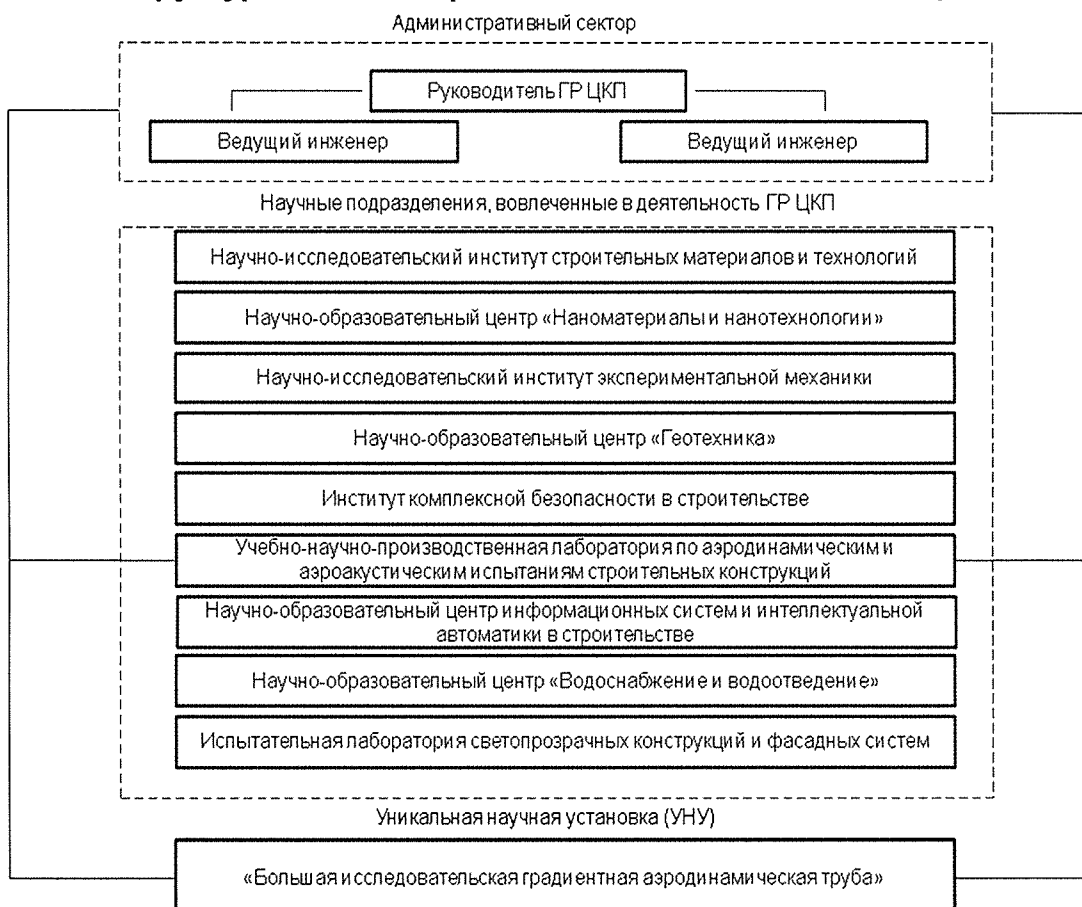 Административный сектор
Руководитель ГР ЦКП
Ведущий инженер
Ведущий инженер
Научные подразделения, вовлеченные в деятельность ГР ЦКП
Научно-исследовательский институт строительных материалов и технологий
Научно-образовательный центр «Наноматериалы и нанотехнологии»
Научно-исследовательский институт экспериментальной механики
Научно-образовательный центр «Геотехника»
Институт комплексной безопасности в строительстве
Учебно-научно-производственная лаборатория по аэродинамическим и
аэроакустическим испытаниям строительных конструкций
Научно-образовательный центр информационных систем и интеллектуальной
автоматики в строительстве
Научно-образовательный центр «Водоснабжение и водоотведение»
Испытательная лаборатория светопрозрачных конструкций и фасадных систем
Уникальная научная установка (УНУ)
«Большая исследовательская градиентная аэродинамическая труба»